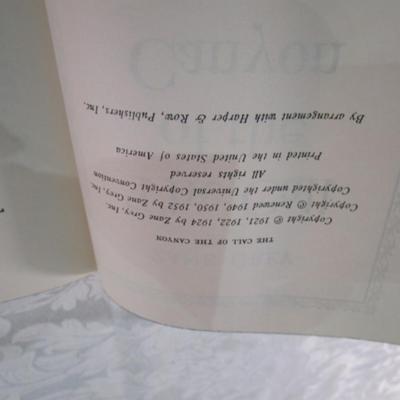 THE CALL OF THE CANYON
Copyright © 1921, 1922, 1924 by Zane Grey, Inc.
Copyright Renewed © 1949, 1950, 1952 by Zane Grey, Inc.
Copyrighted under the Universal Copyright Convention
All rights reserved
Printed in the United States of America
By arrangement with Harper & Row, Publishers, Inc.
Canyon